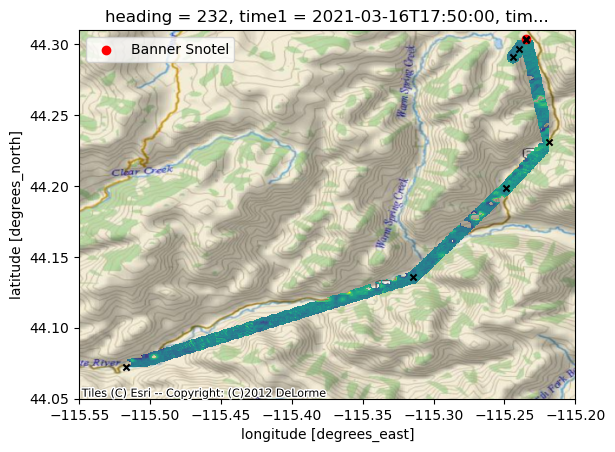 heading = 232, time1 = 2021-03-16T17:50:00, tim...
Banner Snotel
44.30
44.25
44.20
44.15
44.10
44.05
latitude [degrees_north]
Warm Spring Creek
Clear Creek
Warm Spring Creek
River
Fork
Tiles (C) Esri -- Copyright: (C)2012 DeLorme
−115.55 −115.50 −115.45 −115.40 −115.35 −115.30 −115.25 −115.20
longitude [degrees_east]